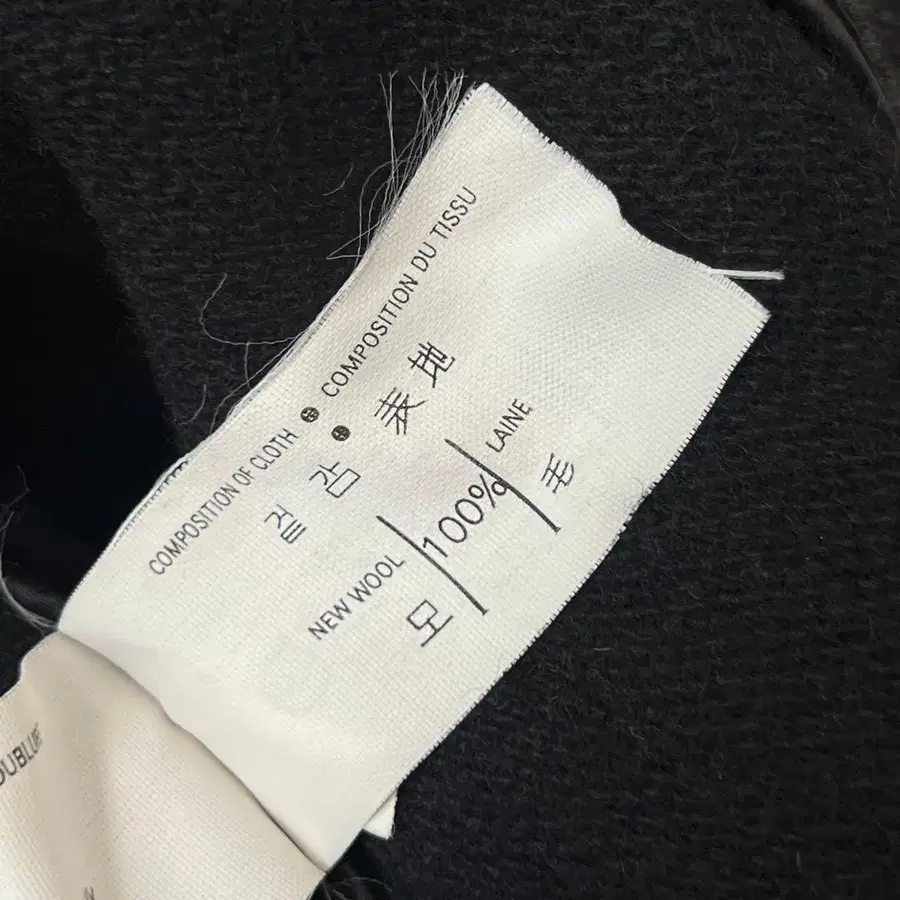 COMPOSITION OF CLOTH COMPOSITION DU TISSU
겉감 表地
NEW WOOL 100% LAINE
모 毛